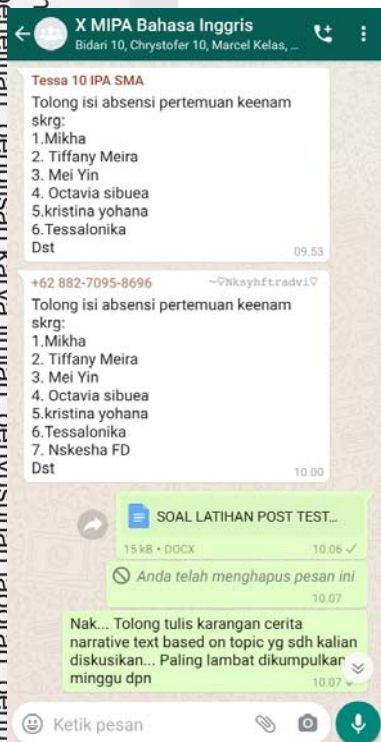 X MIPA Bahasa Inggris
Bidari 10, Chrystofer 10, Marcel Kelas, ...
Tessa 10 IPA SMA
Tolong isi absensi pertemuan keenam
skrg:
1.Mikha
2. Tiffany Meira
3. Mei Yin
4. Octavia sibuea
5.kristina yohana
6.Tessalonika
Dst
09.53
+62 882-7095-8696 ~♡Nksyhftradvi♡
Tolong isi absensi pertemuan keenam
skrg:
1.Mikha
2. Tiffany Meira
3. Mei Yin
4. Octavia sibuea
5.kristina yohana
6.Tessalonika
7. Nskesha FD
Dst
10.00
SOAL LATIHAN POST TEST...
15 kB • DOCX 10.06
Anda telah menghapus pesan ini
10.07
Nak... Tolong tulis karangan cerita
narrative text based on topic yg sdh kalian
diskusikan... Paling lambat dikumpulkan
minggu dpn
10.07
Ketik pesan